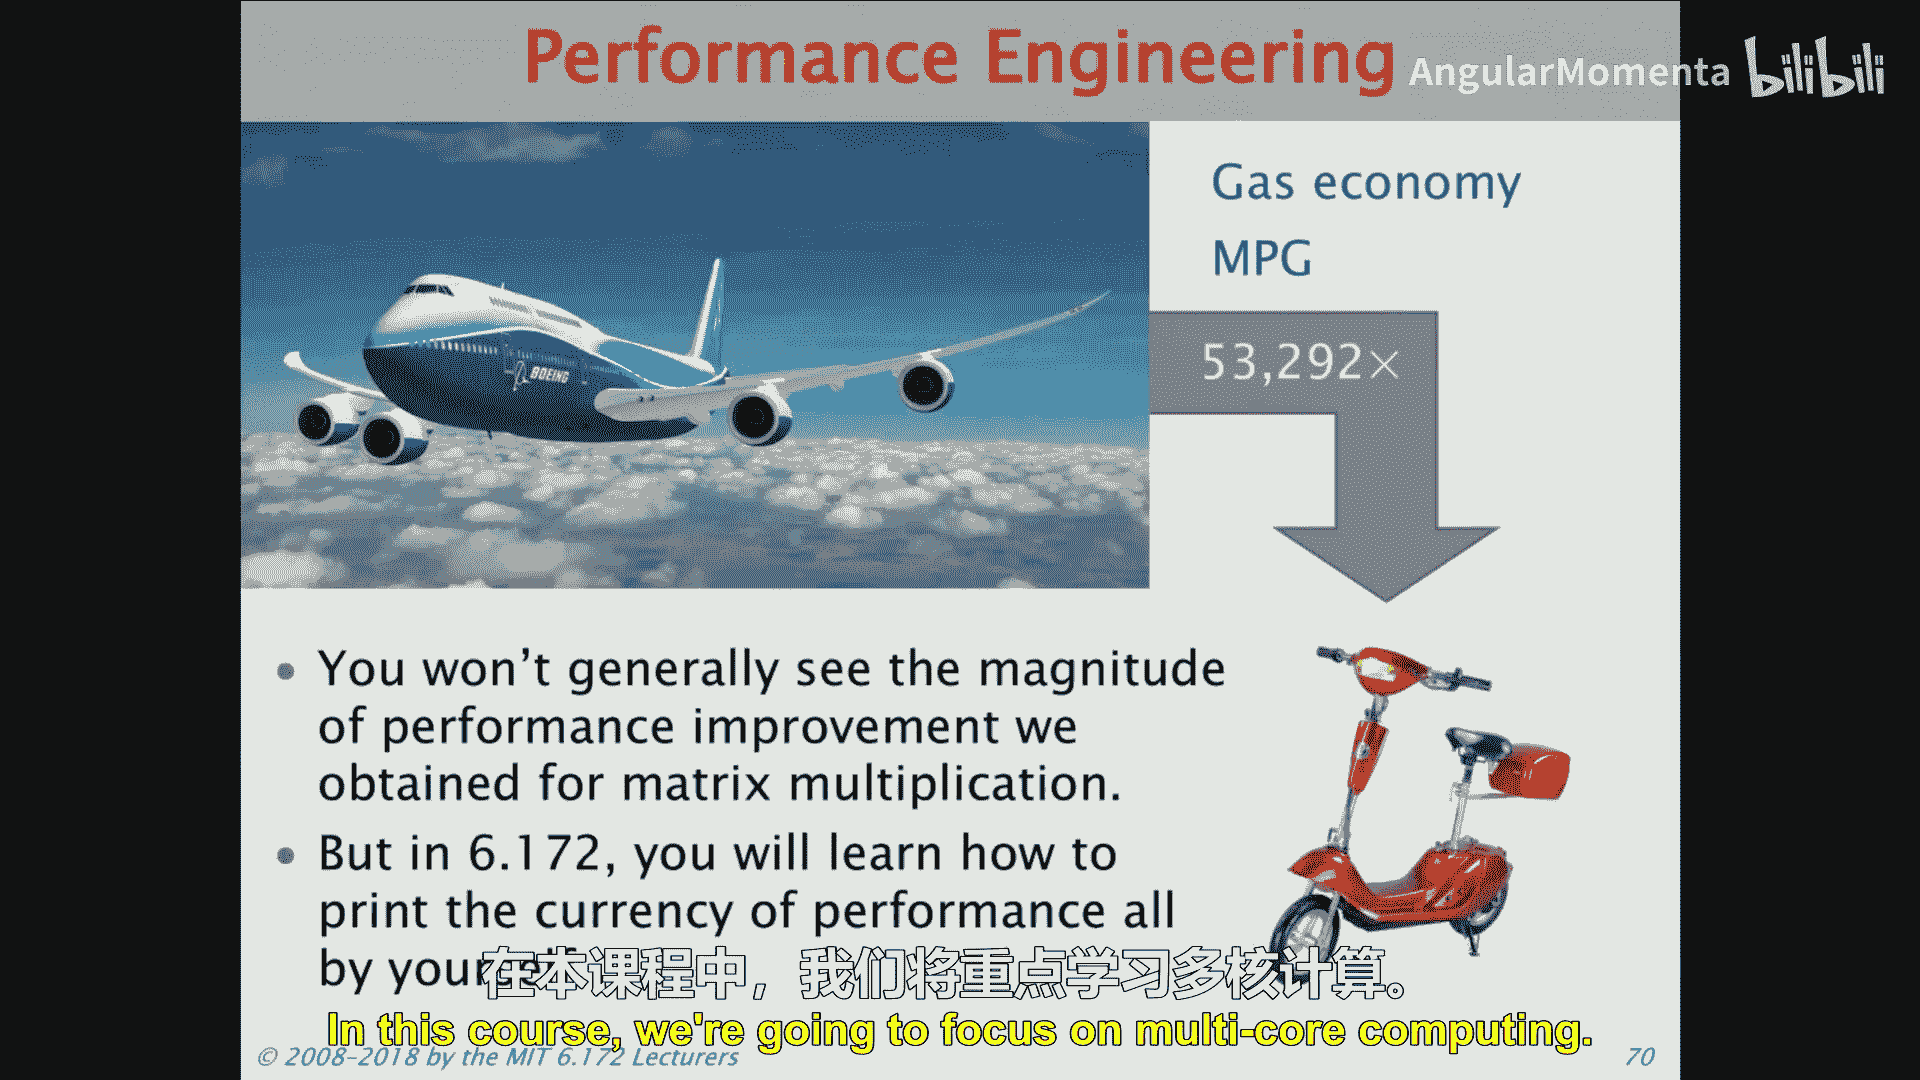 Performance Engineering
AngularMomenta bilibili
Gas economy
MPG
53,292×
BOEING
You won't generally see the magnitude
of performance improvement we
obtained for matrix multiplication.
But in 6.172, you will learn how to
print the currency of performance all
by
在本课程中，我们将重点学习多核计算。
In this course, we're going to focus on multi-core computing.
© 2008–2018 by the MIT 6.172 Lecturers
70